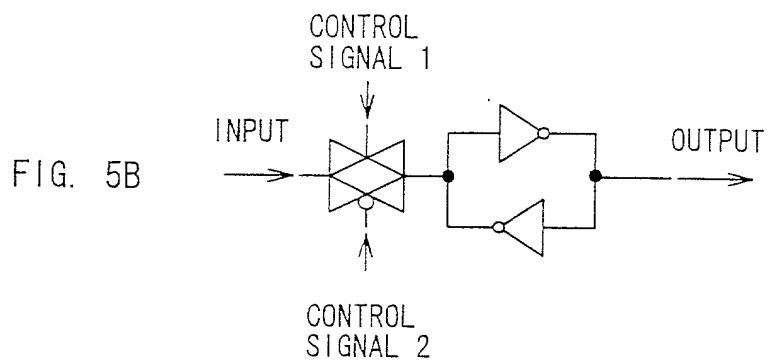 CONTROL
SIGNAL 1
INPUT
OUTPUT
FIG. 5B
CONTROL
SIGNAL 2